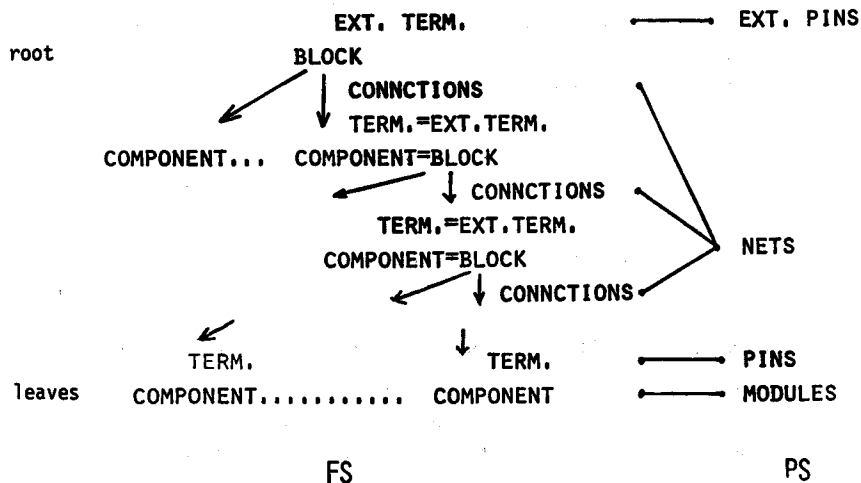 EXT. TERM. EXT. PINS
root BLOCK
CONNCTIONS
TERM.=EXT.TERM.
COMPONENT... COMPONENT=BLOCK
CONNCTIONS
TERM.=EXT.TERM.
NETS
COMPONENT=BLOCK
CONNCTIONS
TERM. TERM. PINS
leaves COMPONENT........... COMPONENT MODULES
FS PS